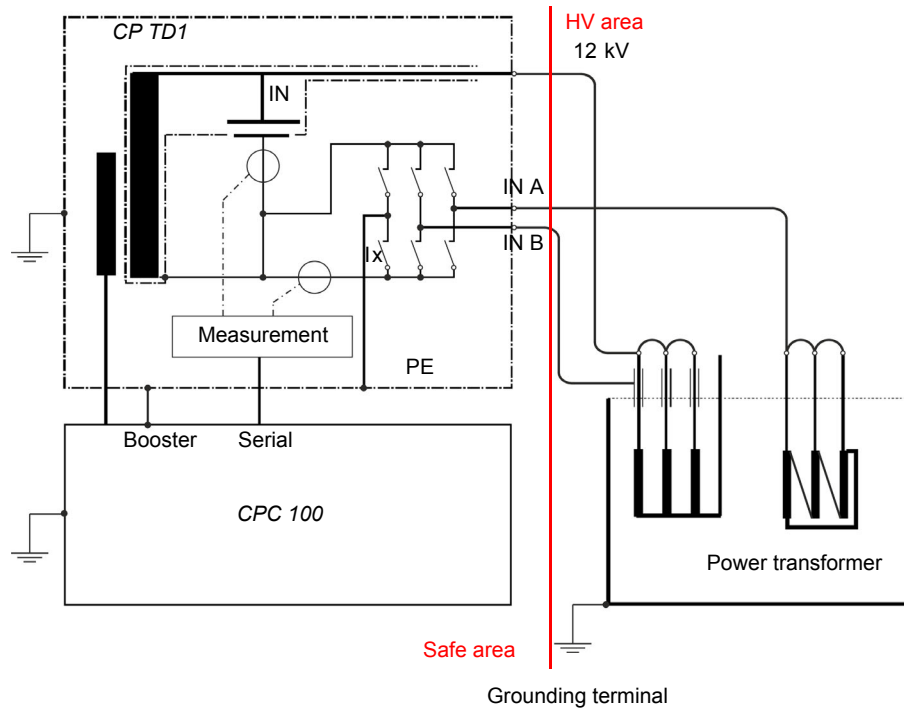 CP TD1
HV area
12 kV
IN
IN A
IN B
Ix
Measurement
PE
Booster
Serial
CPC 100
Power transformer
Safe area
Grounding terminal